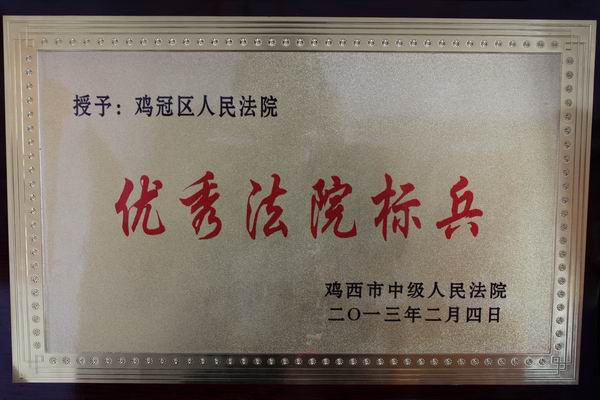 授予：鸡冠区人民法院
优秀法院标兵
鸡西市中级人民法院
二〇一三年二月四日